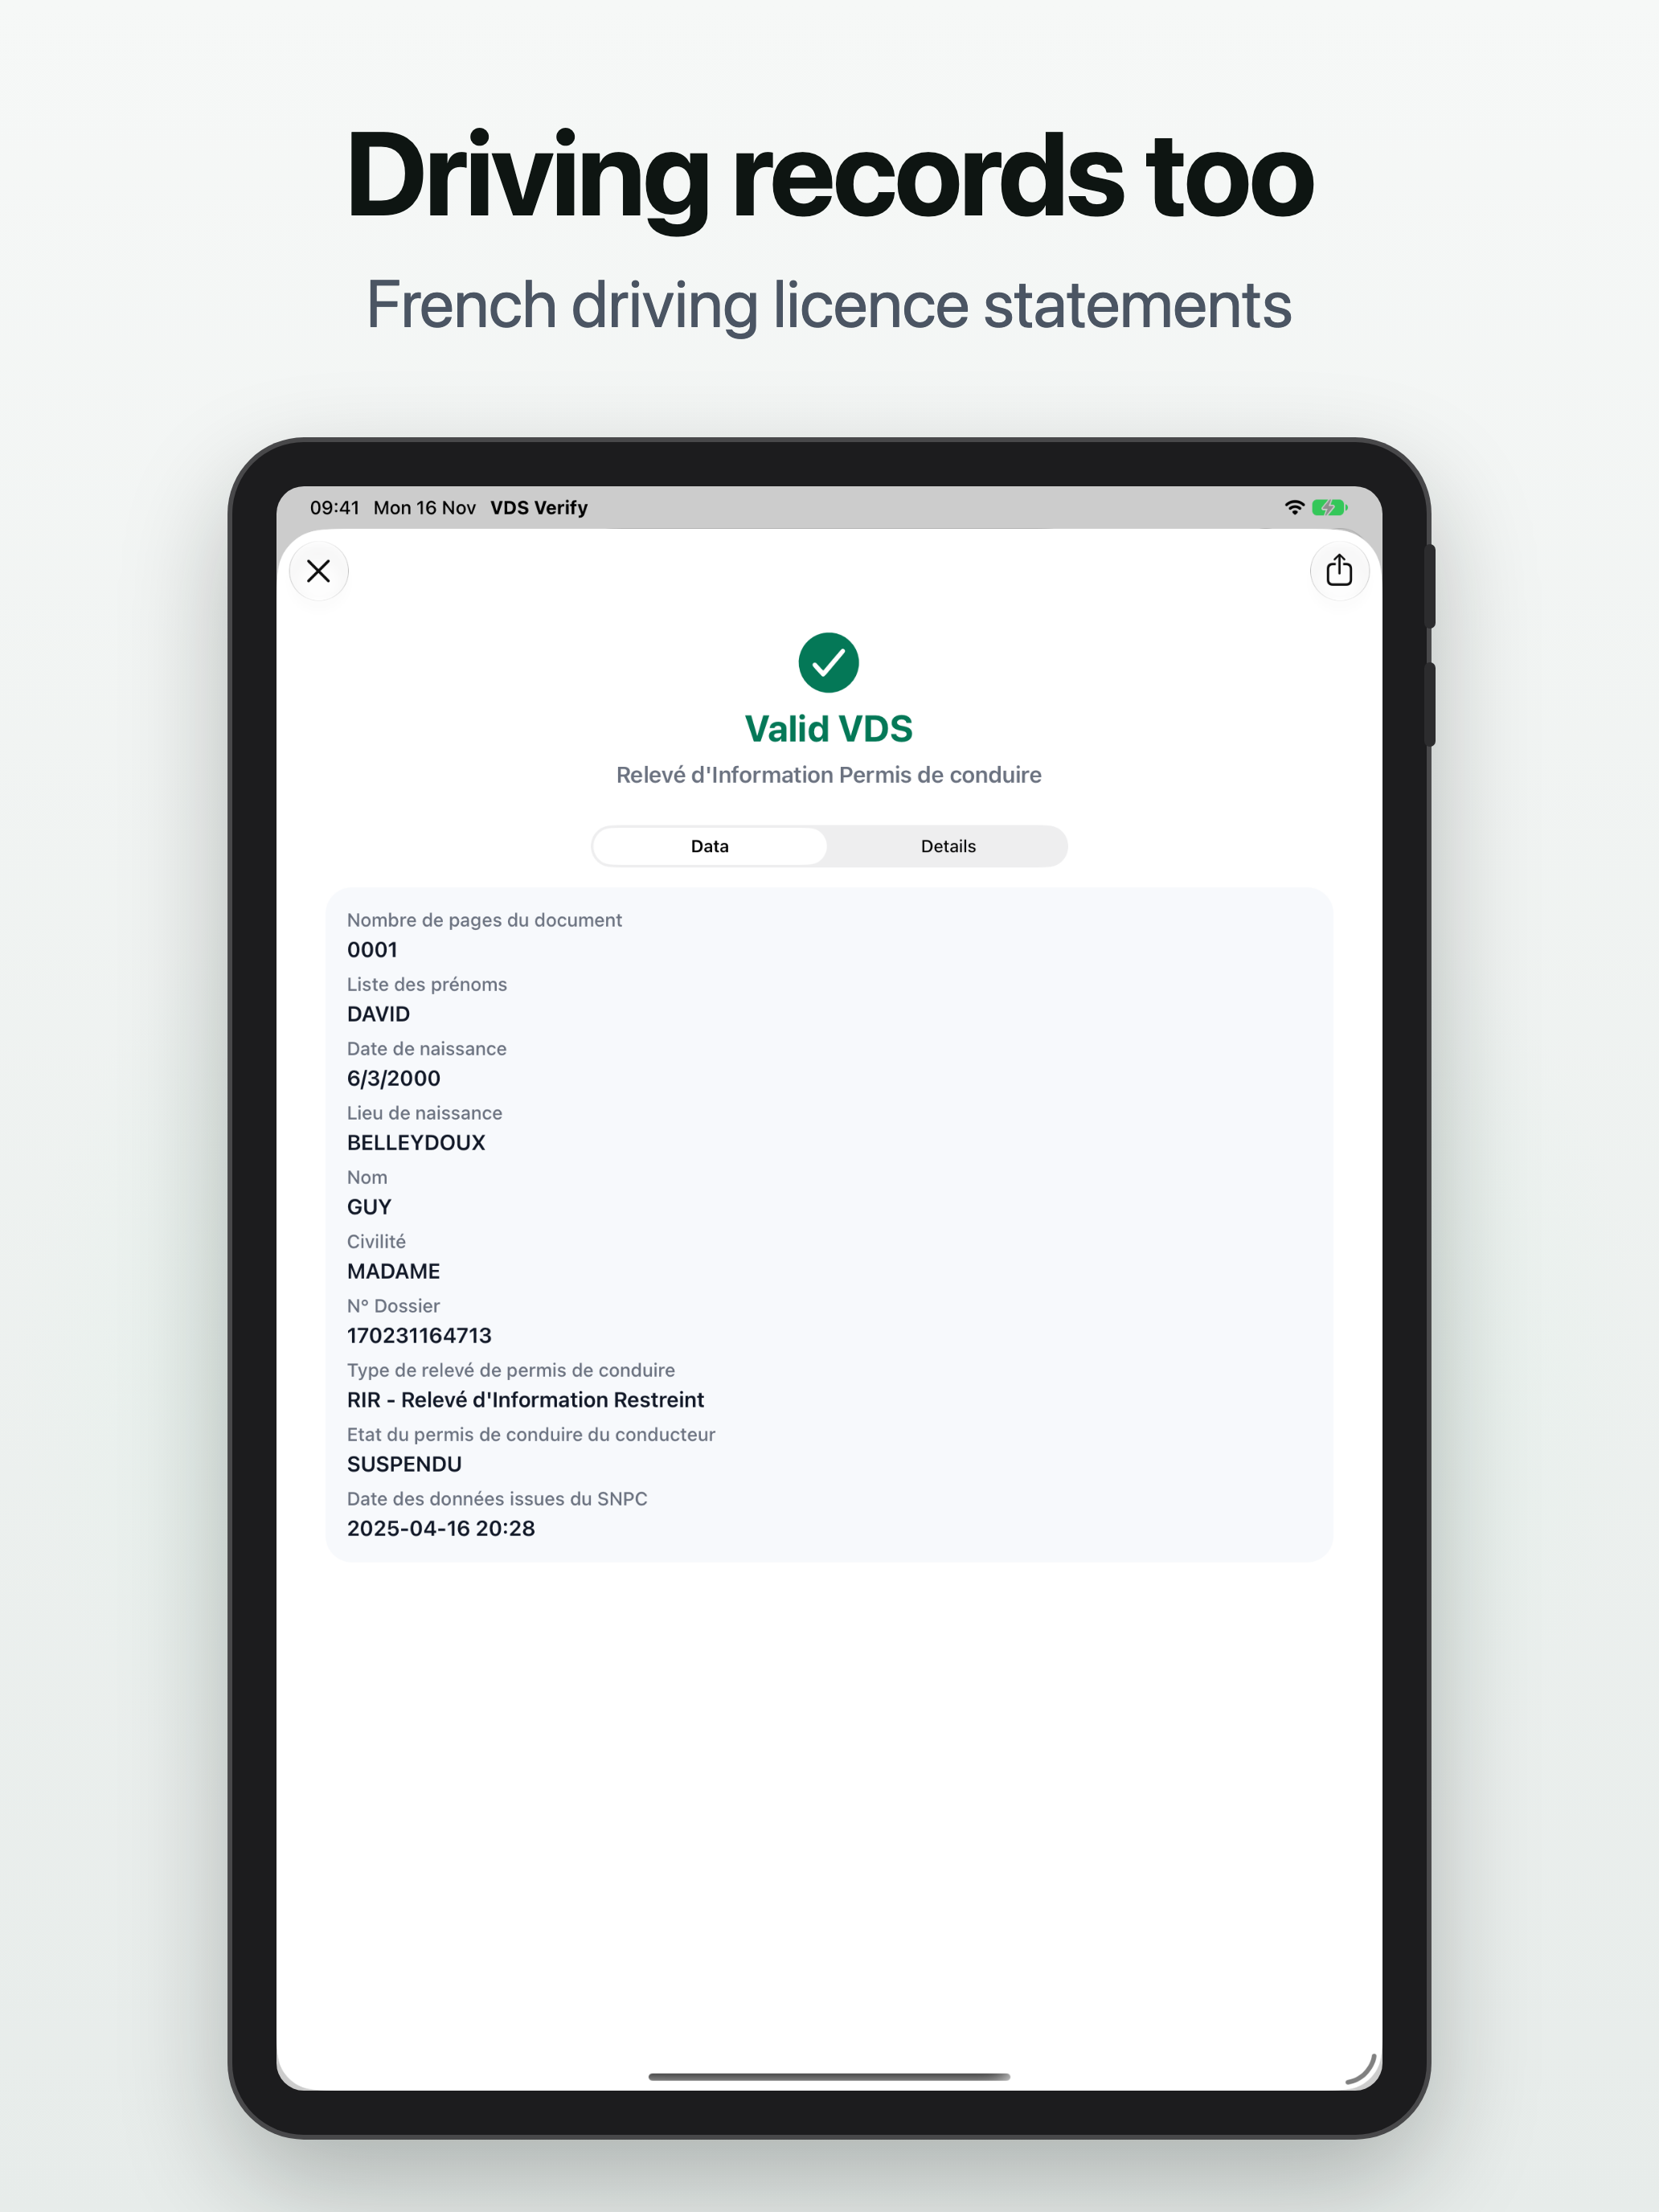 Driving records too
French driving licence statements
09:41 Mon 16 Nov VDS Verify
Valid VDS
Relevé d'Information Permis de conduire
Data Details
Nombre de pages du document
0001
Liste des prénoms
DAVID
Date de naissance
6/3/2000
Lieu de naissance
BELLEYDOUX
Nom
GUY
Civilité
MADAME
N° Dossier
170231164713
Type de relevé de permis de conduire
RIR - Relevé d'Information Restreint
Etat du permis de conduire du conducteur
SUSPENDU
Date des données issues du SNPC
2025-04-16 20:28